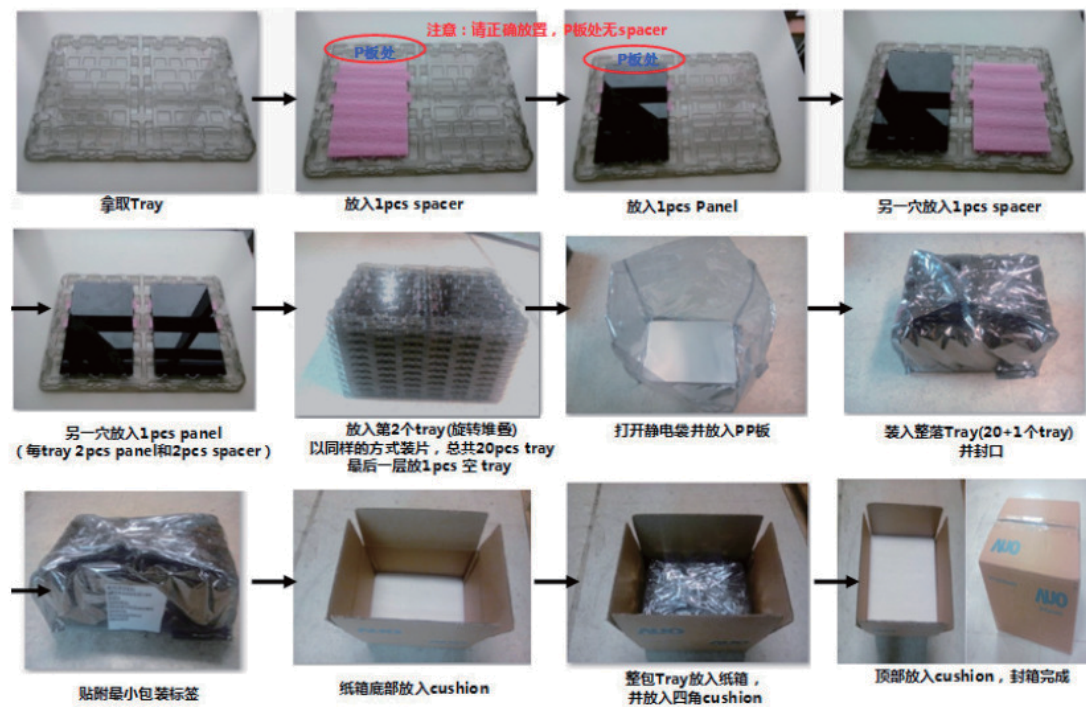 注意：请正确放置，P板处无spacer
P板处
P板处
拿取Tray
放入1pcs spacer
放入1pcs Panel
另一穴放入1pcs spacer
另一穴放入1pcs panel
（每tray 2pcs panel和2pcs spacer）
放入第2个tray(旋转堆叠)
以同样的方式装片，总共20pcs tray
最后一层放1pcs 空 tray
打开静电袋并放入PP板
装入整落Tray(20+1个tray)
并封口
贴附最小包装标签
纸箱底部放入cushion
AUO
整包Tray放入纸箱，
并放入四角cushion
AUO
AUO
顶部放入cushion，封箱完成